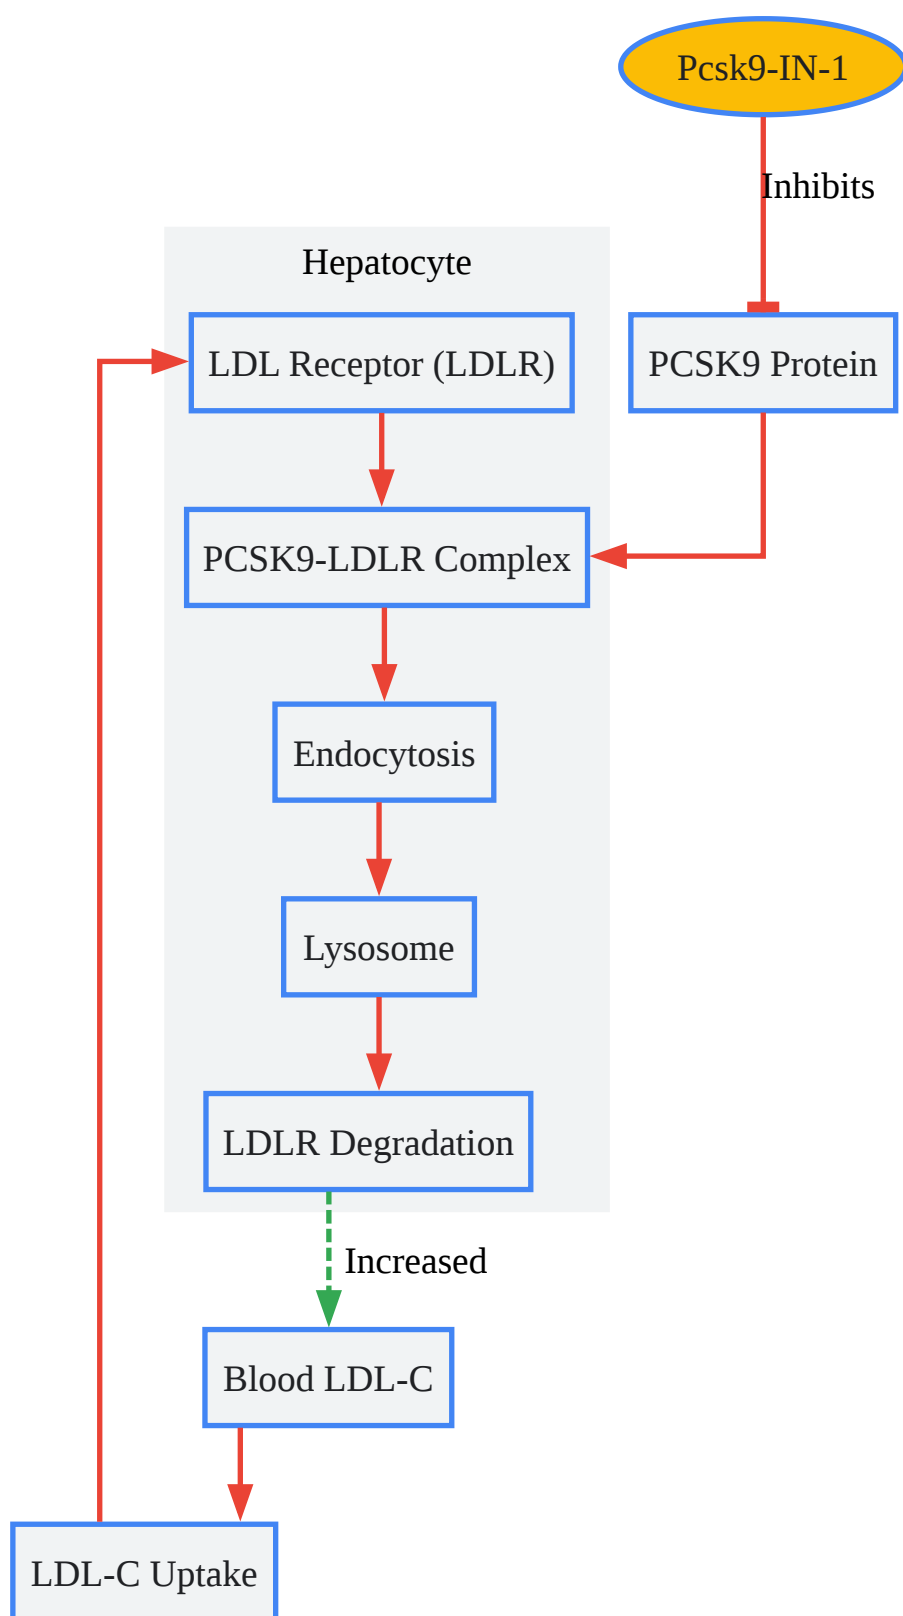 Pcsk9-IN-1
Inhibits
Hepatocyte
LDL Receptor (LDLR)
PCSK9 Protein
PCSK9-LDLR Complex
Endocytosis
Lysosome
LDLR Degradation
Increased
Blood LDL-C
LDL-C Uptake